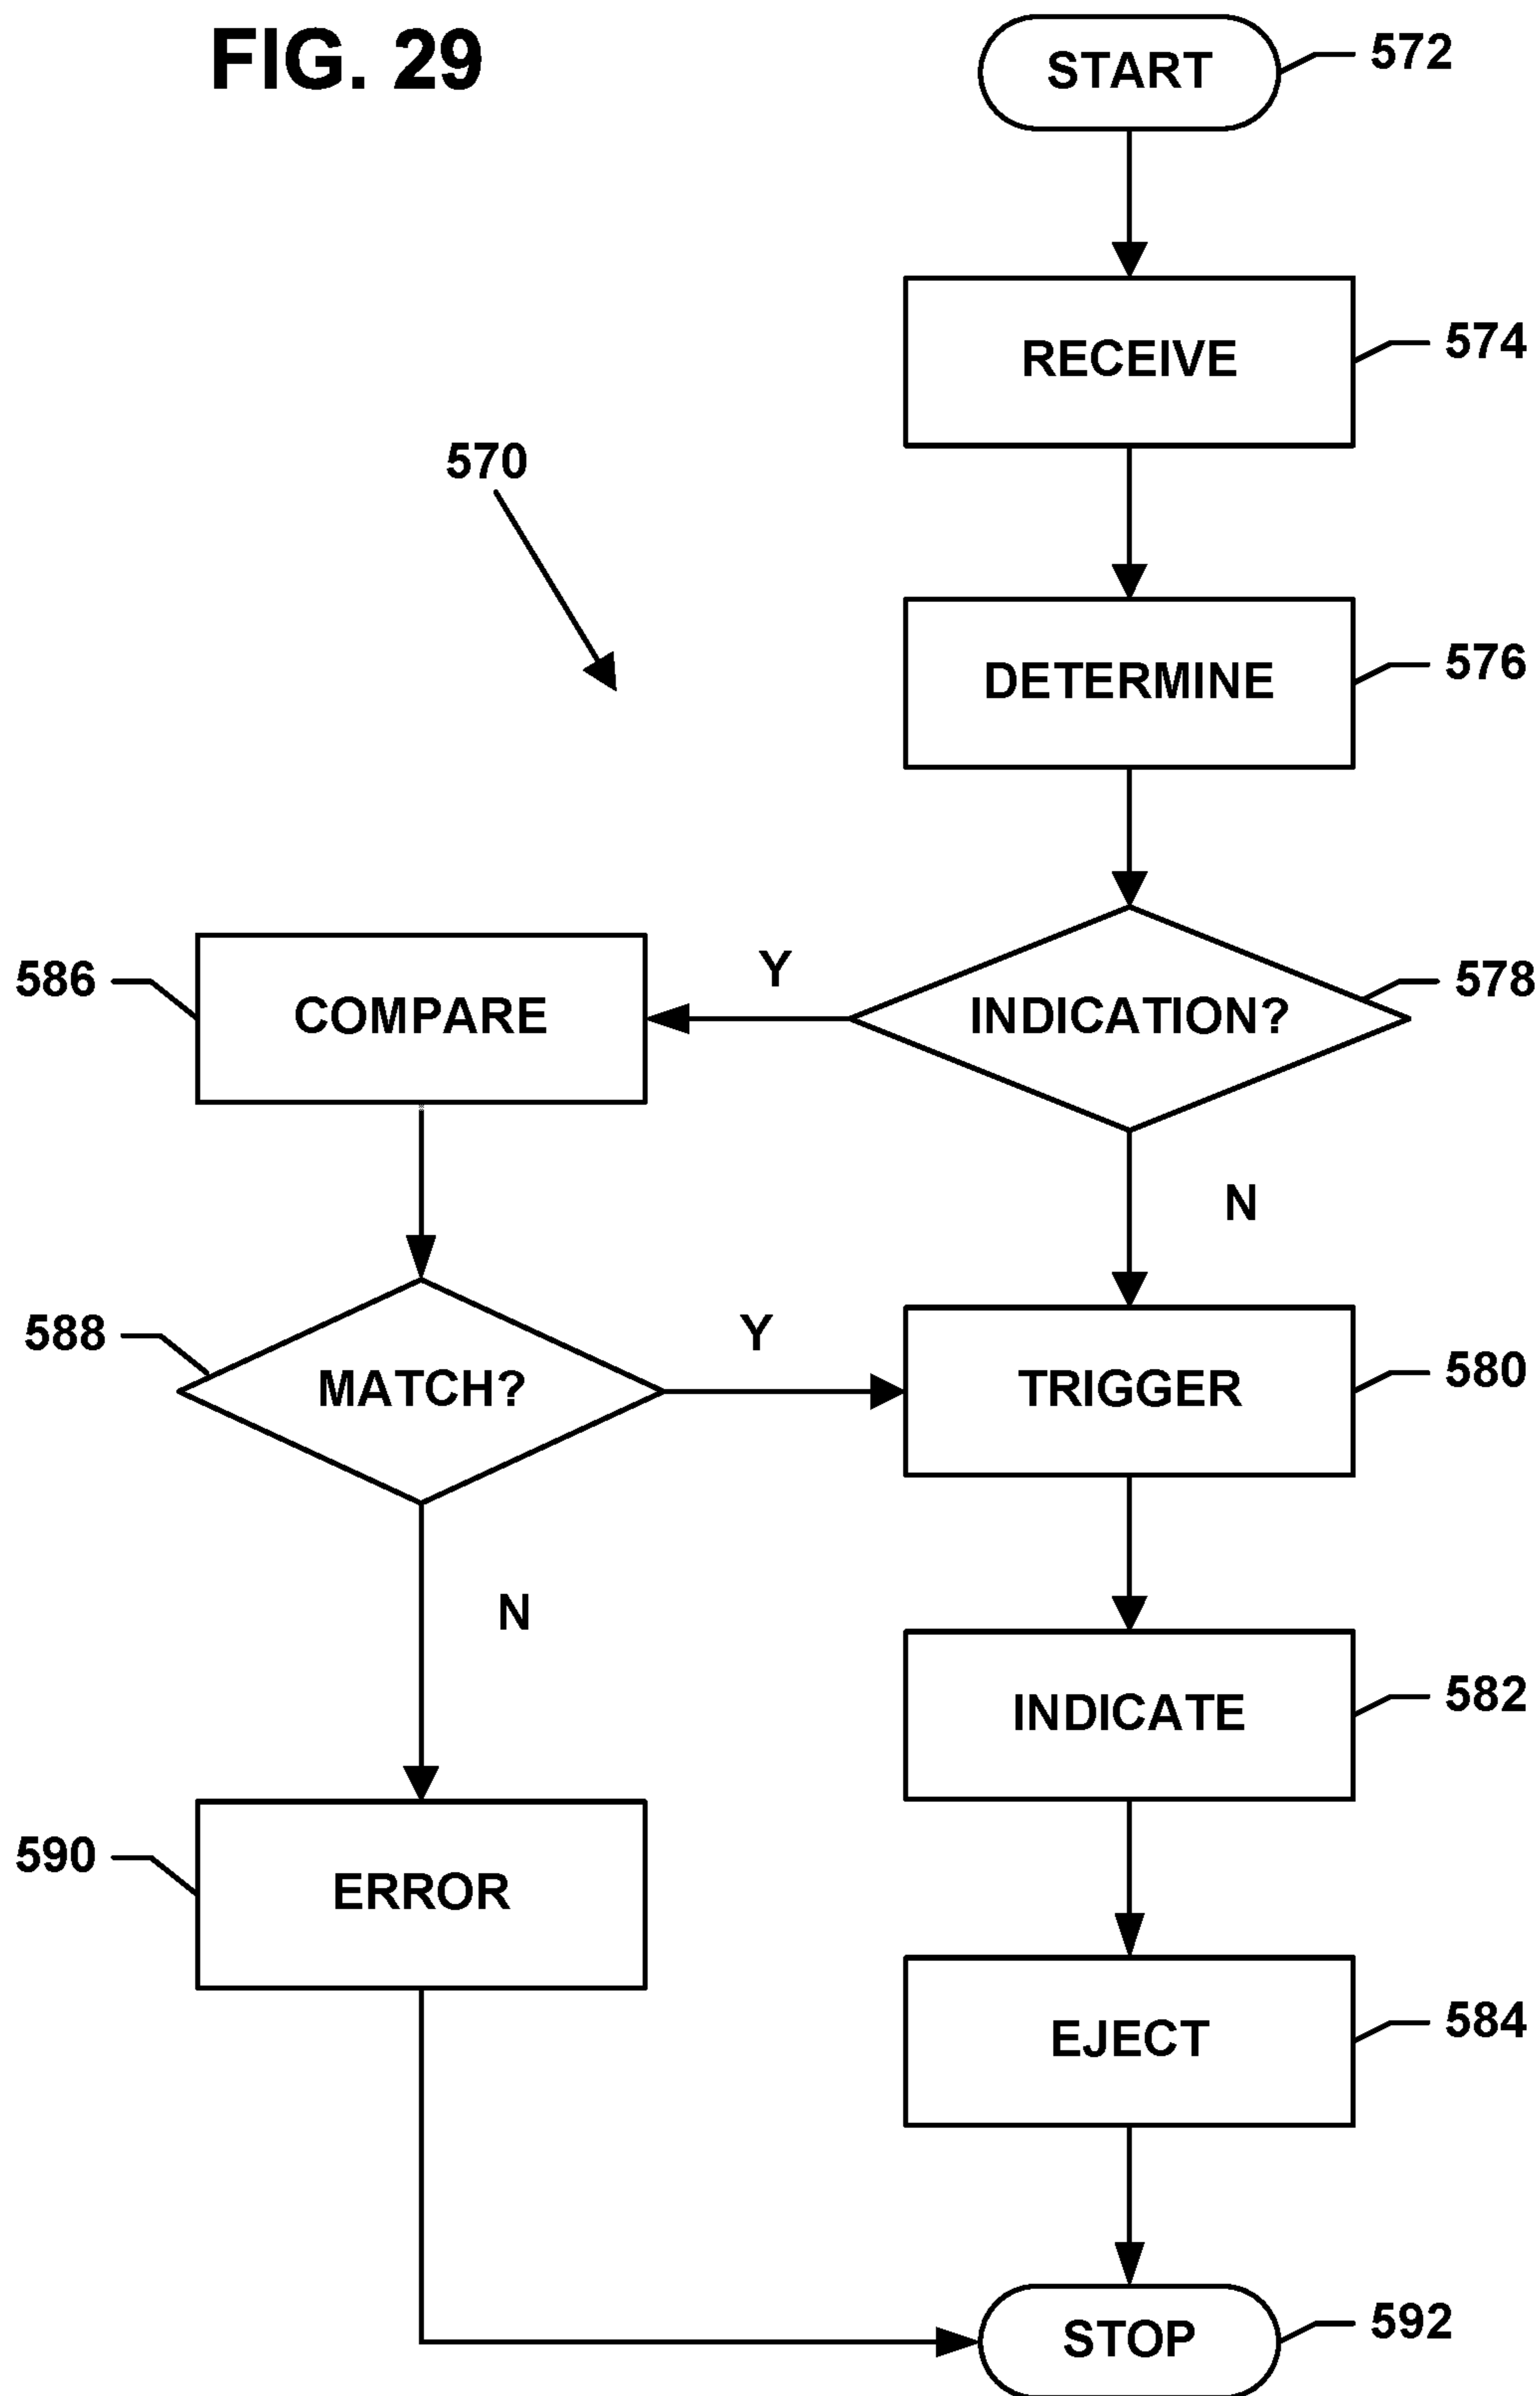 FIG. 29
START
572
RECEIVE
574
570
DETERMINE
576
586
COMPARE
Y
INDICATION?
578
N
588
MATCH?
Y
TRIGGER
580
N
INDICATE
582
590
ERROR
EJECT
584
STOP
592